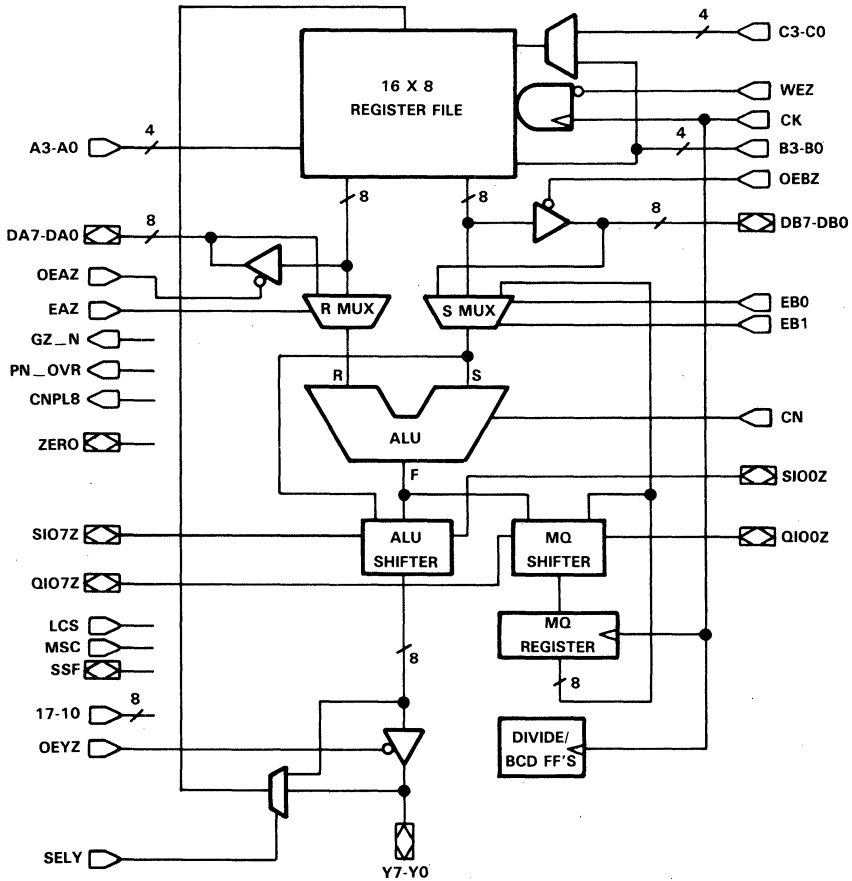 4
C3-C0
16 X 8
REGISTER FILE
WEZ
CK
4
A3-A0
4
B3-B0
OEBZ
8
8
DA7-DA0
8
8
DB7-DB0
OEAZ
EAZ
R MUX
S MUX
EB0
EB1
GZ_N
PN_OVR
CNPL8
R
S
ALU
CN
ZERO
F
SIO0Z
SIO7Z
ALU
SHIFTER
MQ
SHIFTER
QIO0Z
QIO7Z
LCS
MSC
SSF
MQ
REGISTER
8
8
17-10
8
OEYZ
DIVIDE/
BCD FF'S
SELY
Y7-Y0